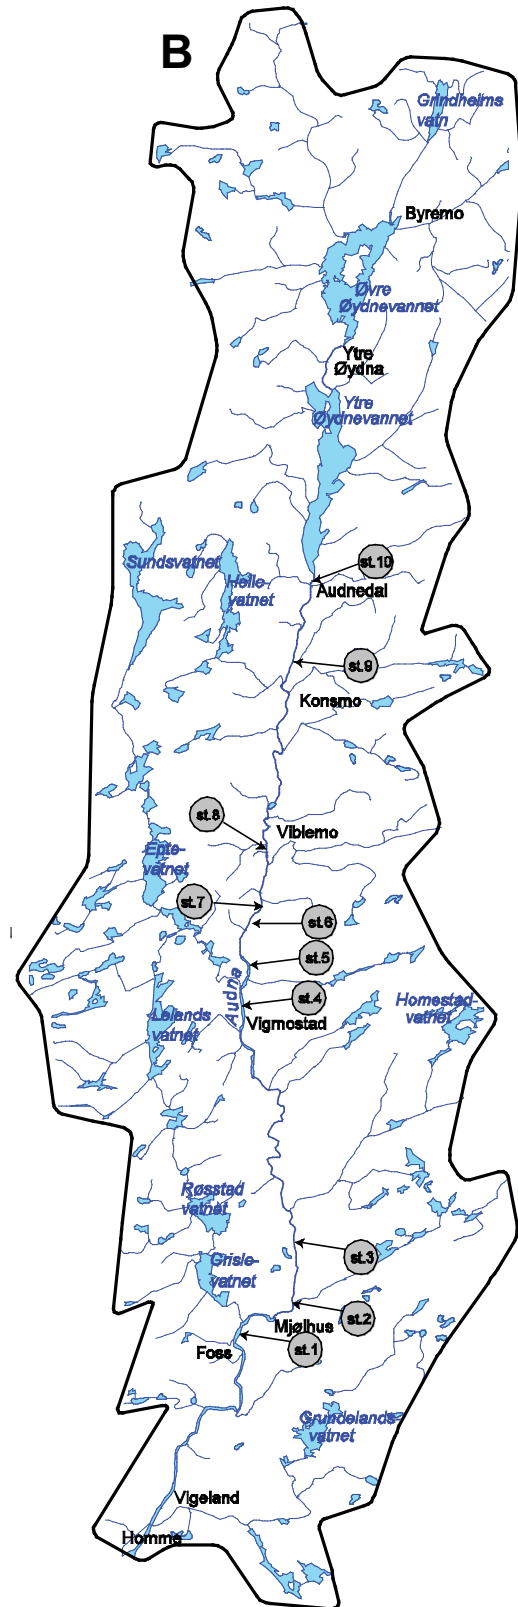 B
Grindheims
vatn
Byremo
Øvre
Øydnevannet
Ytre
Øydna
Ytre
Øydnevannet
Sundsvatnet
Helle-
vatnet
st.10
Audnedal
st.9
Konsmo
st.8
Viblemo
Epte-
vatnet
st.7
st.6
st.5
Audna
st.4
Vigmostad
Homestad-
vatnet
Lelands
vatnet
Røsstad
vatnet
st.3
Grisle-
vatnet
st.2
Mjølhus
st.1
Foss
Grundelands-
vatnet
Vigeland
Homme